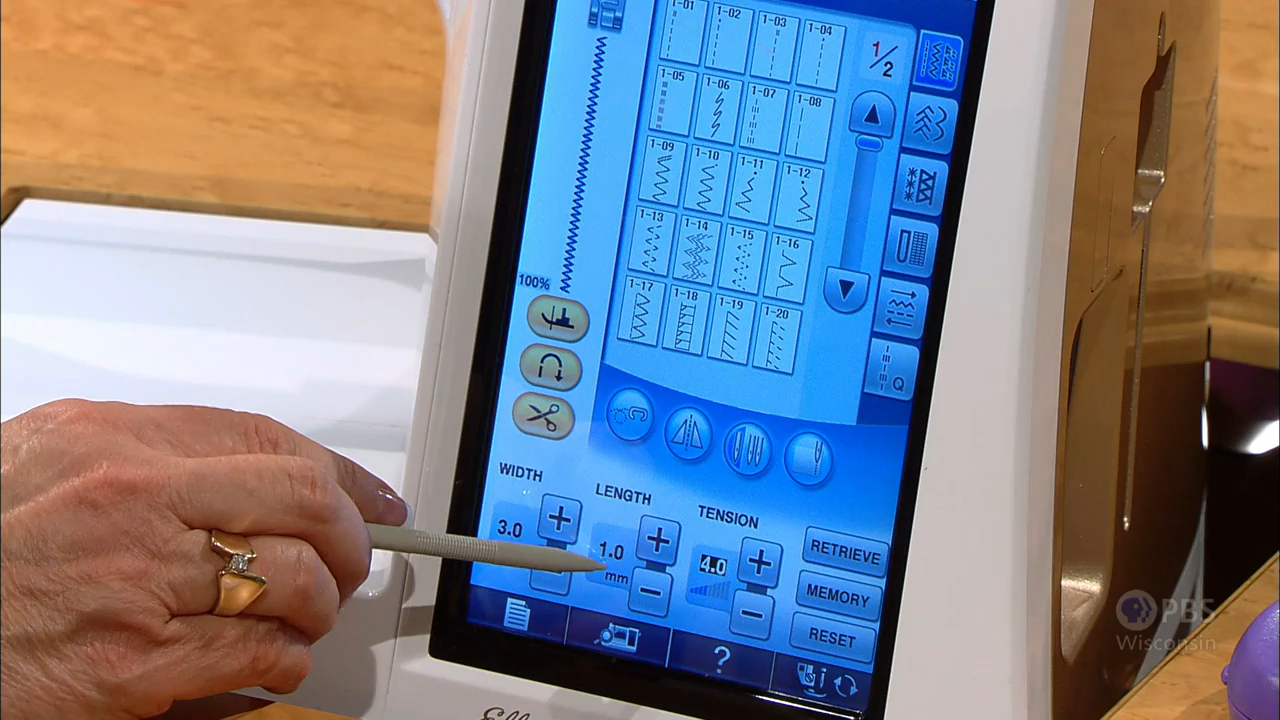 1-01 1-02 1-03 1-04
1/2
1-05 1-06 1-07 1-08
1-09 1-10 1-11 1-12
1-13 1-14 1-15 1-16
1-17 1-18 1-19 1-20
100%
Q
WIDTH
LENGTH
TENSION
3.0
1.0
mm
4.0
RETRIEVE
MEMORY
RESET
?
PBS
Wisconsin